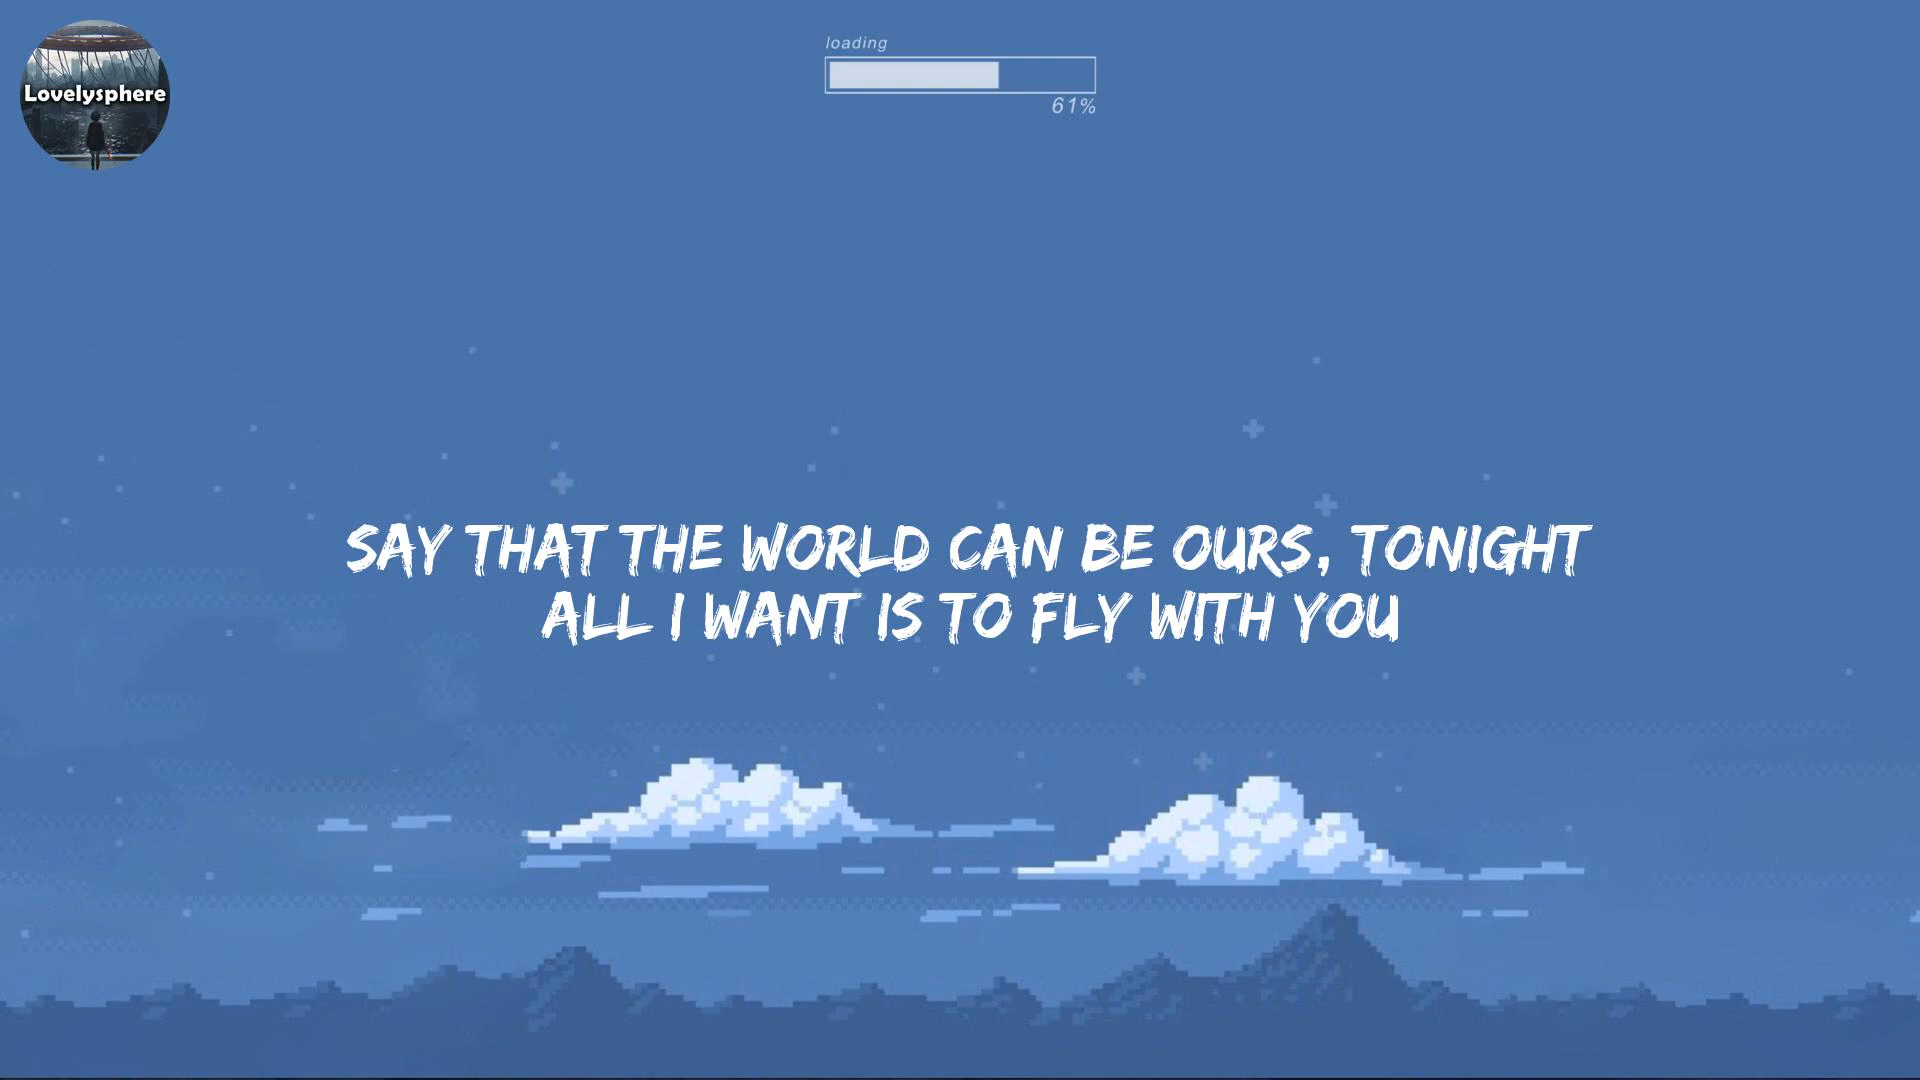 Lovelysphere
loading
61%
SAY THAT THE WORLD CAN BE OURS, TONIGHT
ALL I WANT IS TO FLY WITH YOU